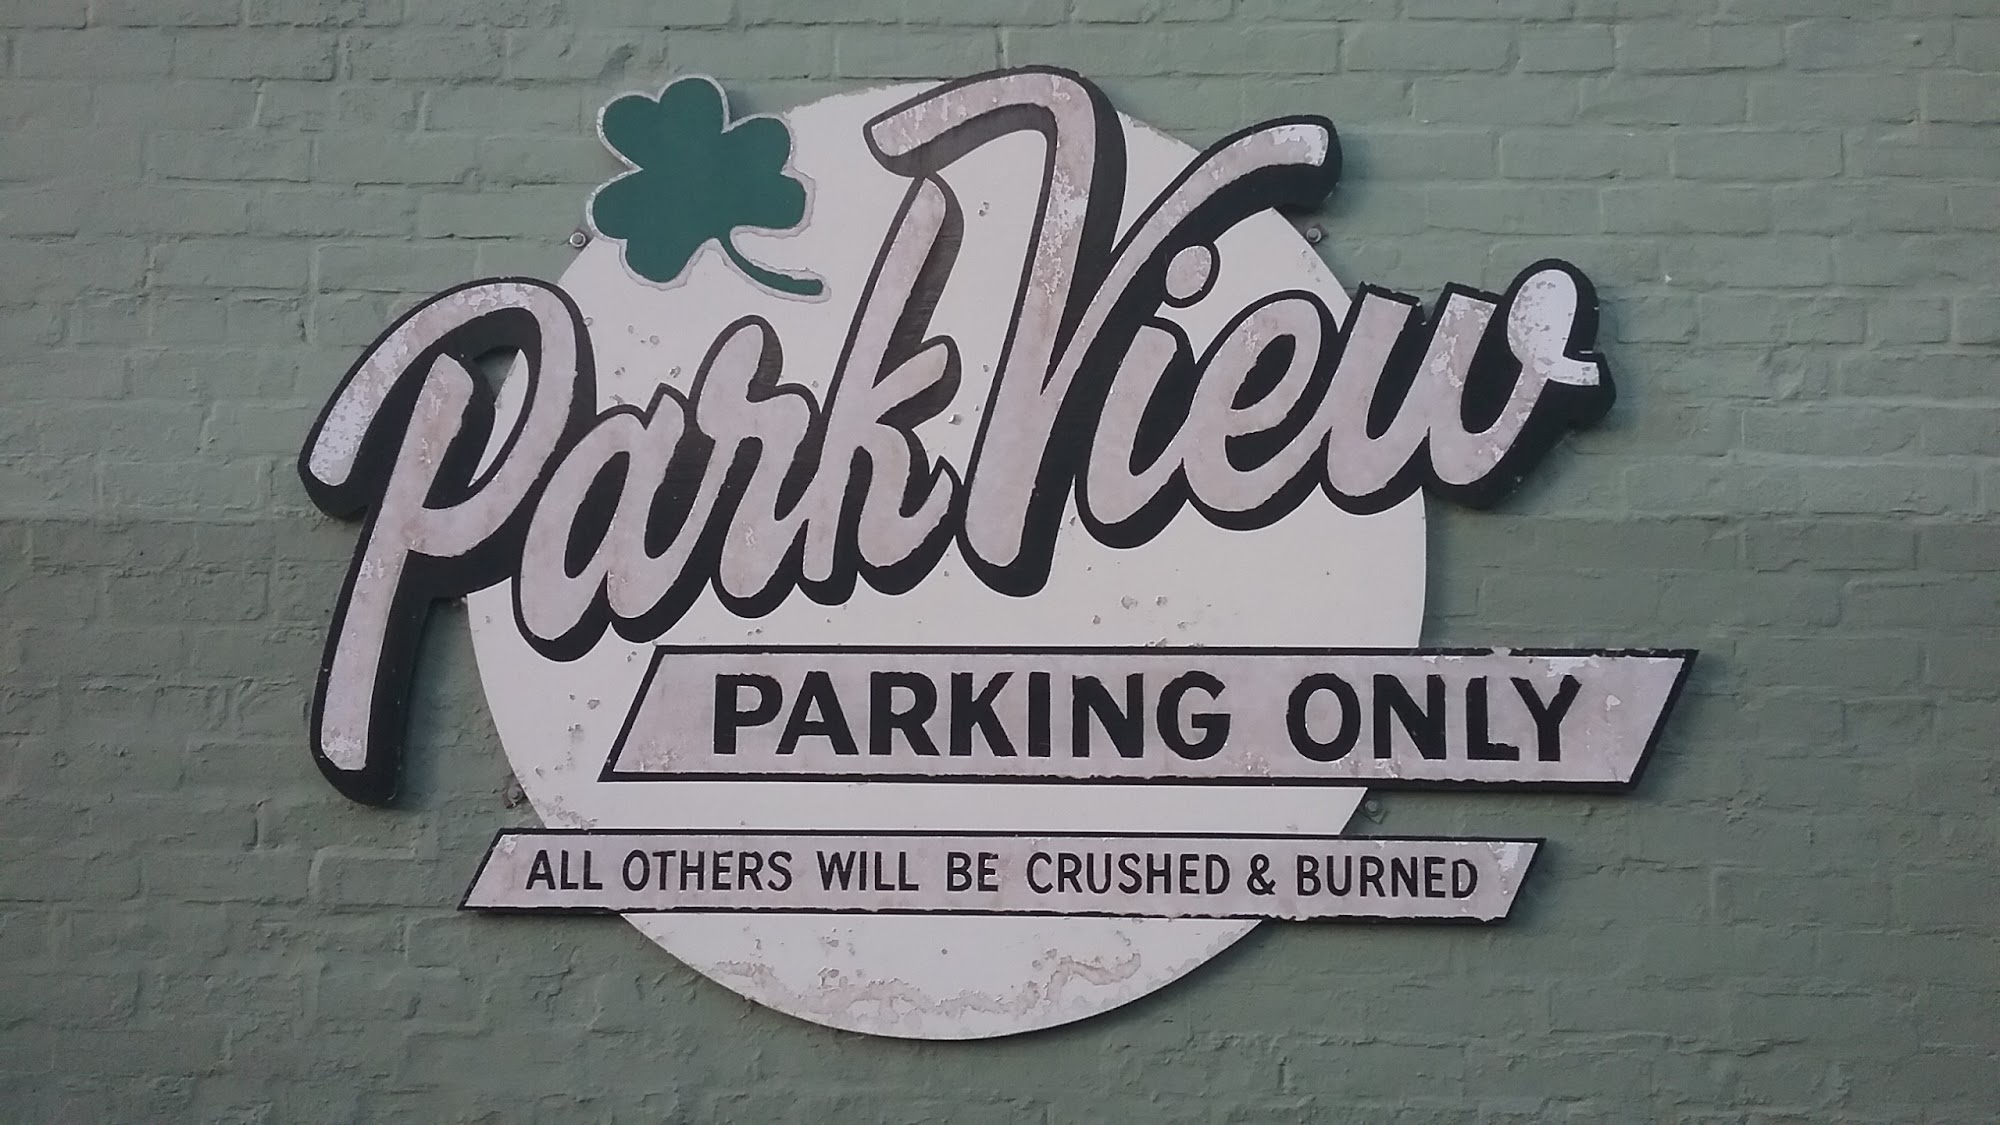 ParkView
PARKING ONLY
ALL OTHERS WILL BE CRUSHED & BURNED